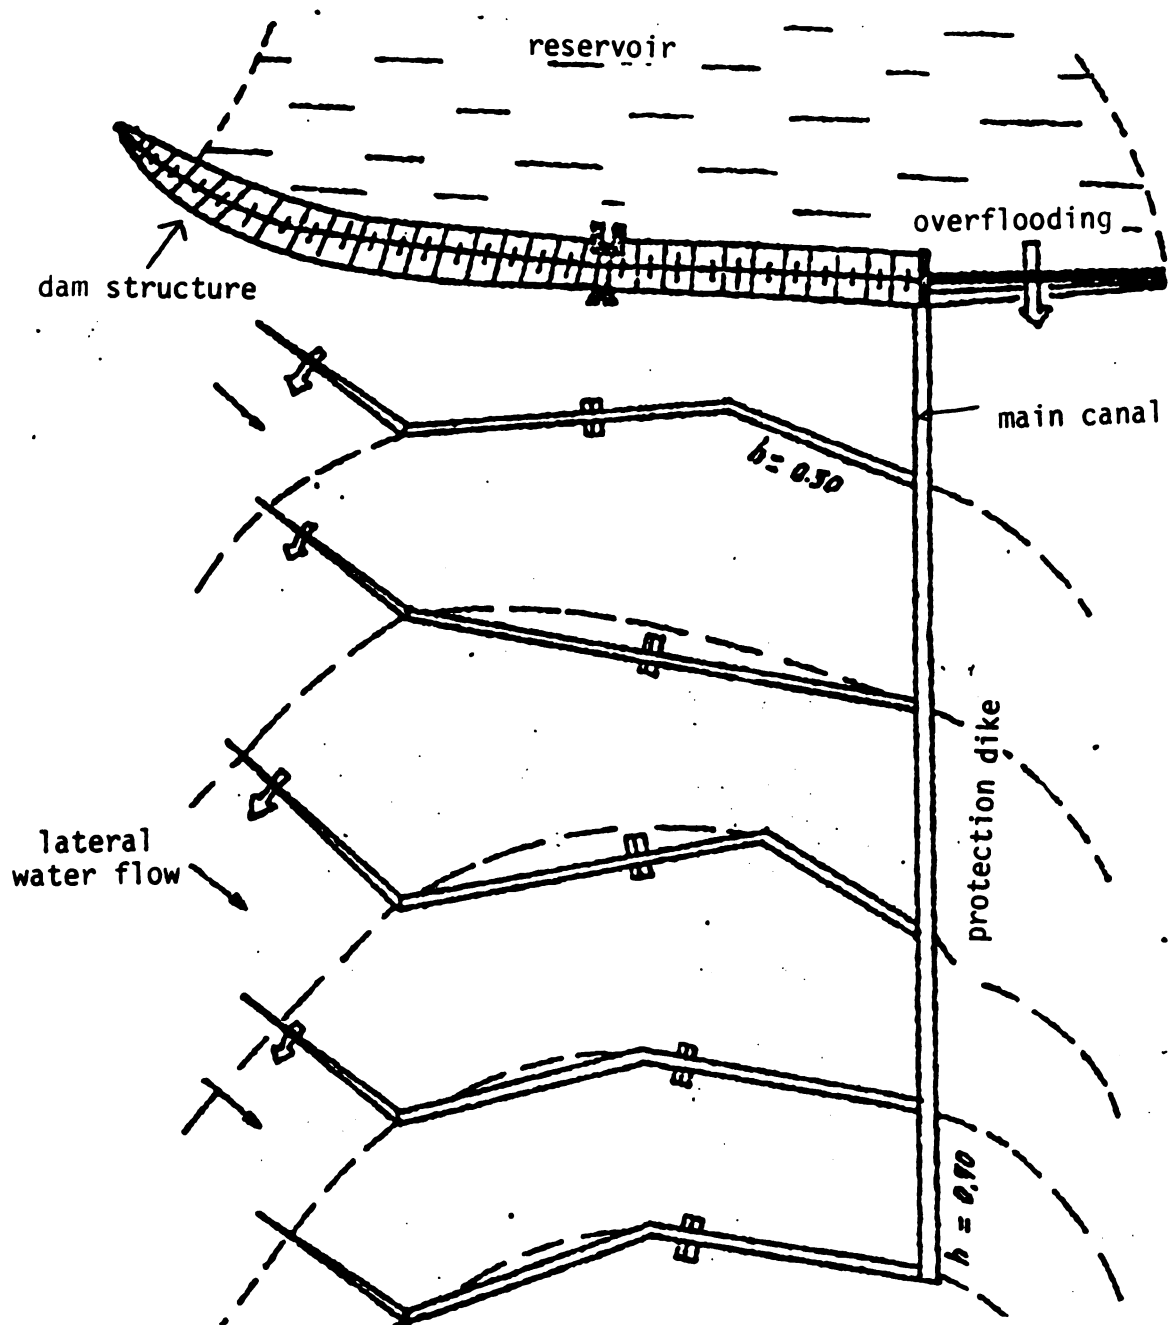 reservoir
overflooding
dam structure
main canal
h = 0.30
protection dike
lateral
water flow
h = 0,90